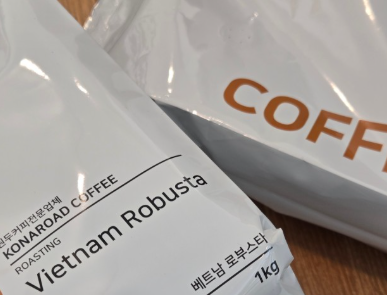 원두커피전문업체
KONAROAD COFFEE
ROASTING
Vietnam Robusta
베트남 로부스타
1kg
COFF